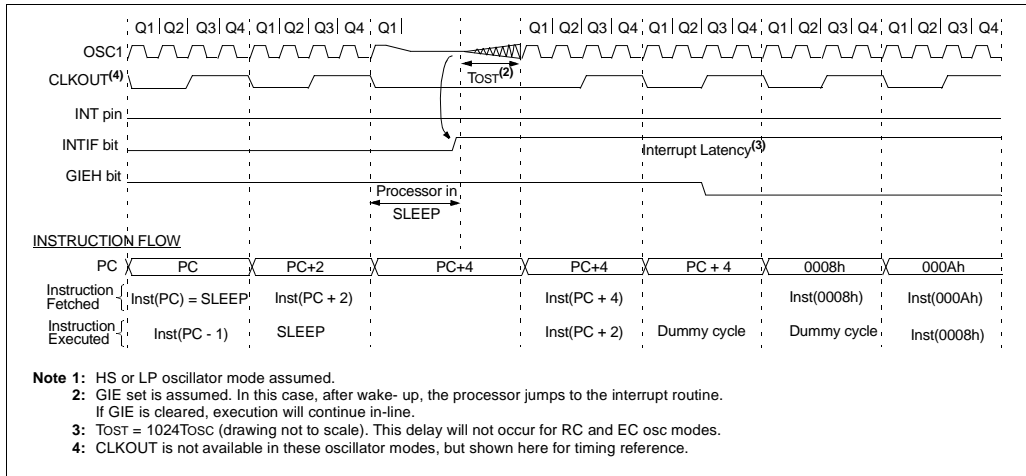 Q1 Q2 Q3 Q4 Q1 Q2 Q3 Q4 Q1 Q1 Q2 Q3 Q4 Q1 Q2 Q3 Q4 Q1 Q2 Q3 Q4 Q1 Q2 Q3 Q4
OSC1
TOST(2)
CLKOUT(4)
INT pin
INTIF bit
Interrupt Latency(3)
GIEH bit
Processor in
SLEEP
INSTRUCTION FLOW
PC PC PC+2 PC+4 PC+4 PC + 4 0008h 000Ah
Instruction
Fetched
Inst(PC) = SLEEP Inst(PC + 2) Inst(PC + 4) Inst(0008h) Inst(000Ah)
Instruction
Executed
Inst(PC - 1) SLEEP Inst(PC + 2) Dummy cycle Dummy cycle Inst(0008h)
Note 1: HS or LP oscillator mode assumed.
2: GIE set is assumed. In this case, after wake- up, the processor jumps to the interrupt routine.
If GIE is cleared, execution will continue in-line.
3: TOST = 1024TOSC (drawing not to scale). This delay will not occur for RC and EC osc modes.
4: CLKOUT is not available in these oscillator modes, but shown here for timing reference.